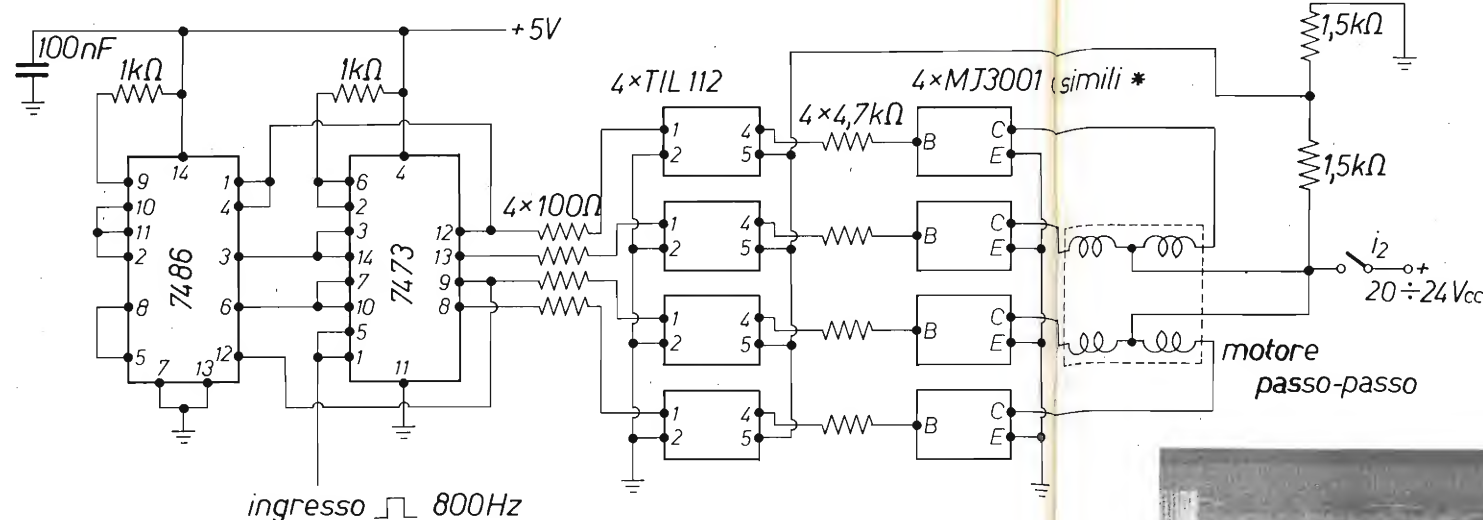 100nF
1kΩ
1kΩ
+5V
1,5kΩ
4×TIL 112
4×MJ3001 simili *
4×4,7kΩ
1,5kΩ
14
4
9
10
11
2
8
5
1
4
3
6
12
7
13
7486
6
2
3
14
7
10
5
1
12
13
9
8
11
7473
4×100Ω
1
2
4
5
B
C
E
1
2
4
5
B
C
E
1
2
4
5
B
C
E
1
2
4
5
B
C
E
i2
+
20÷24Vcc
motore
passo-passo
ingresso 800Hz